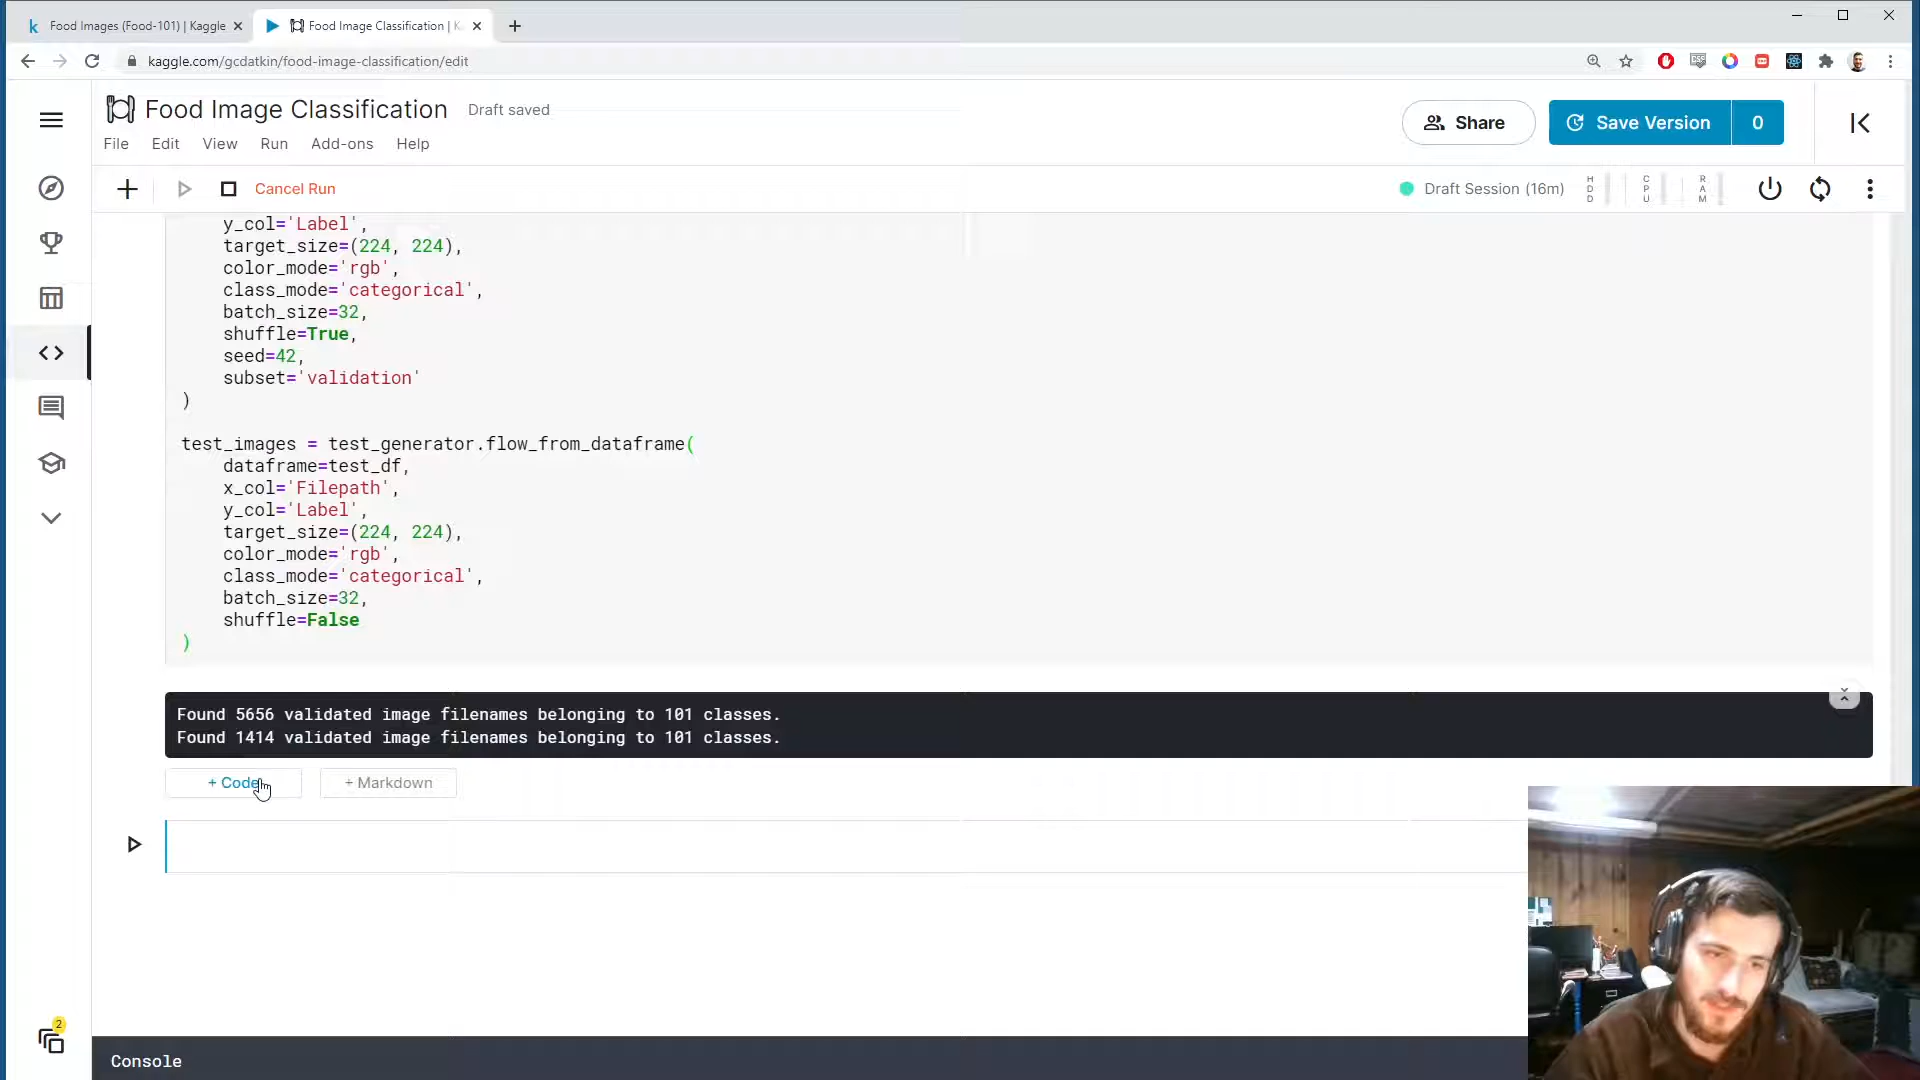 Food Images (Food-101) | Kaggle
Food Image Classification | K
kaggle.com/gcdatkin/food-image-classification/edit
Food Image Classification
Draft saved
Share
Save Version
0
File Edit View Run Add-ons Help
Cancel Run
Draft Session (16m)
HDD
CPU
RAM
y_col='Label',
target_size=(224, 224),
color_mode='rgb',
class_mode='categorical',
batch_size=32,
shuffle=True,
seed=42,
subset='validation'
)
test_images = test_generator.flow_from_dataframe(
dataframe=test_df,
x_col='Filepath',
y_col='Label',
target_size=(224, 224),
color_mode='rgb',
class_mode='categorical',
batch_size=32,
shuffle=False
)
Found 5656 validated image filenames belonging to 101 classes.
Found 1414 validated image filenames belonging to 101 classes.
+ Code
+ Markdown
2
Console